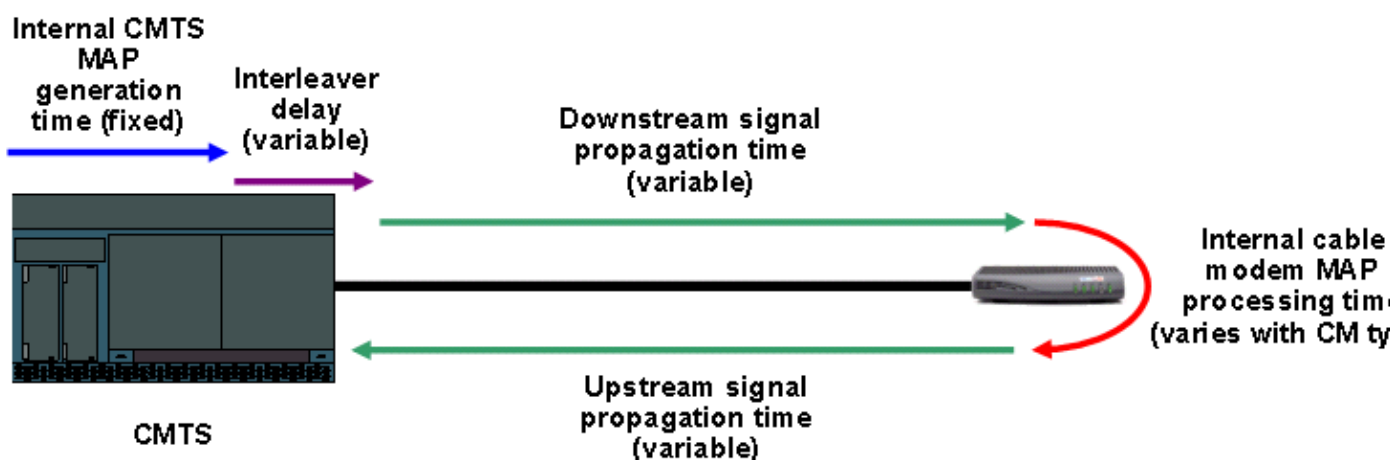 Internal CMTS
MAP
generation
time (fixed)
Interleaver
delay
(variable)
Downstream signal
propagation time
(variable)
Internal cable
modem MAP
processing tim
(varies with CM ty
Upstream signal
propagation time
(variable)
CMTS